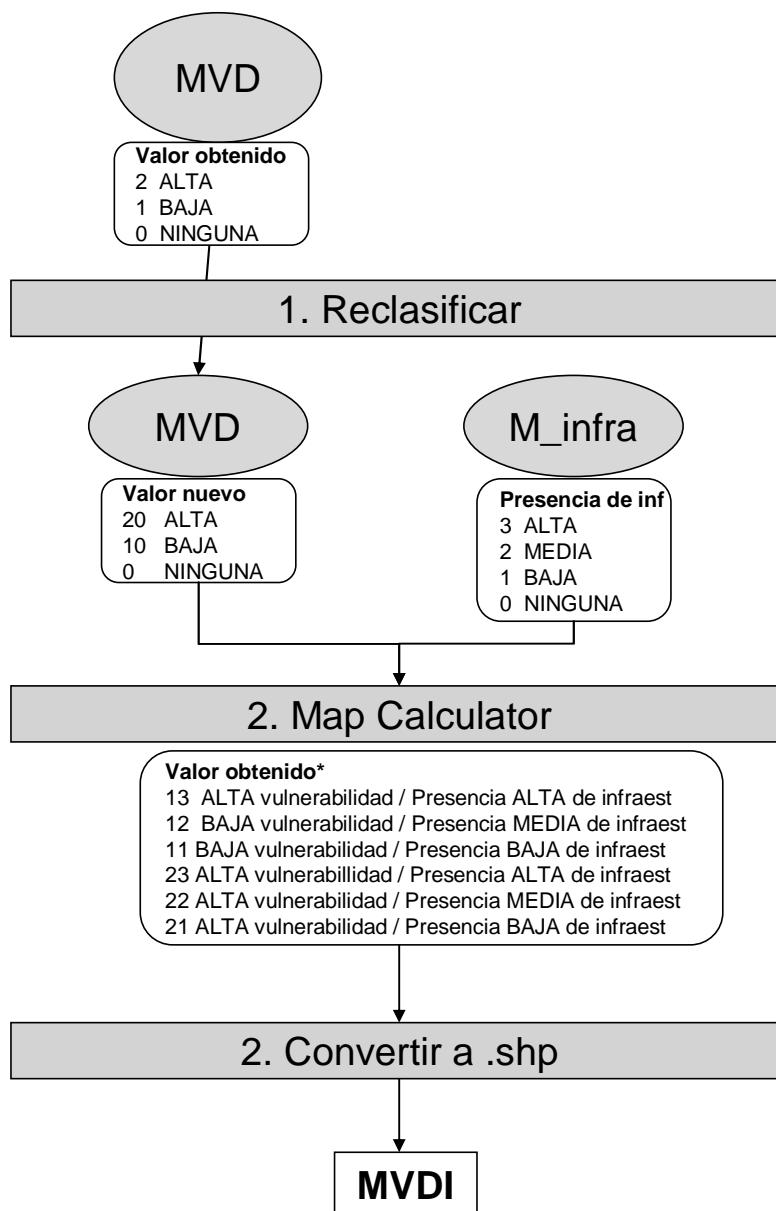 MVD
Valor obtenido
2 ALTA
1 BAJA
0 NINGUNA
1. Reclasificar
MVD
Valor nuevo
20 ALTA
10 BAJA
0 NINGUNA
M_infra
Presencia de inf
3 ALTA
2 MEDIA
1 BAJA
0 NINGUNA
2. Map Calculator
Valor obtenido*
13 ALTA vulnerabilidad / Presencia ALTA de infraest
12 BAJA vulnerabilidad / Presencia MEDIA de infraest
11 BAJA vulnerabilidad / Presencia BAJA de infraest
23 ALTA vulnerabillidad / Presencia ALTA de infraest
22 ALTA vulnerabilidad / Presencia MEDIA de infraest
21 ALTA vulnerabilidad / Presencia BAJA de infraest
2. Convertir a .shp
MVDI